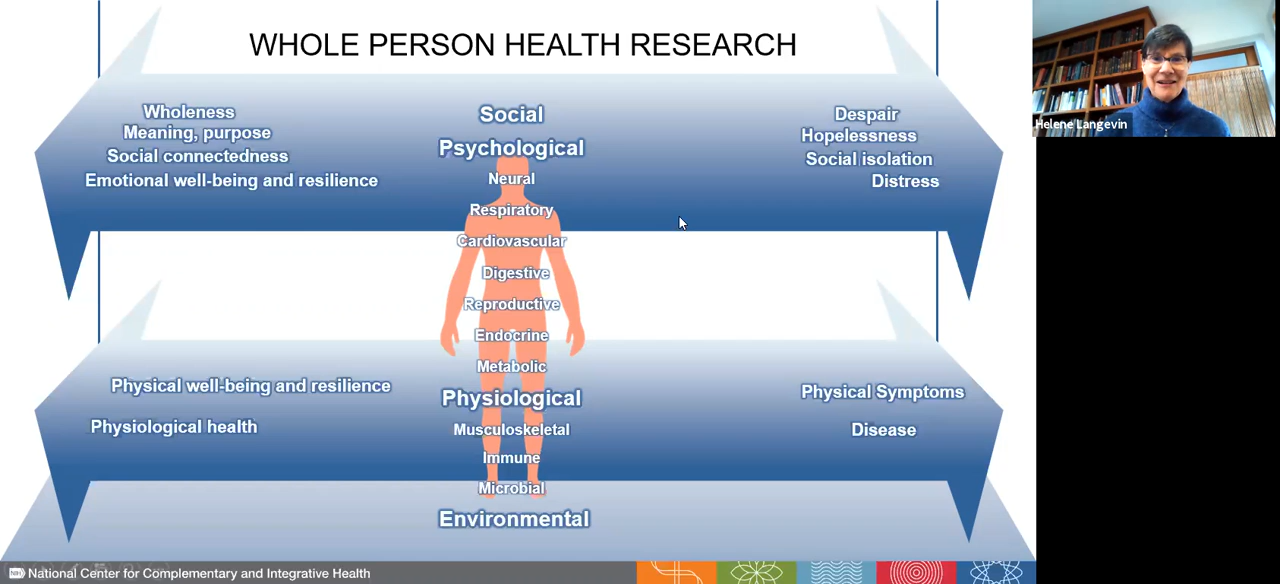 WHOLE PERSON HEALTH RESEARCH
Wholeness
Meaning, purpose
Social connectedness
Emotional well-being and resilience
Social
Psychological
Neural
Respiratory
Cardiovascular
Digestive
Reproductive
Endocrine
Metabolic
Physiological
Musculoskeletal
Immune
Microbial
Environmental
Despair
Hopelessness
Social isolation
Distress
Physical well-being and resilience
Physiological health
Physical Symptoms
Disease
NIH National Center for Complementary and Integrative Health
Helene Langevin